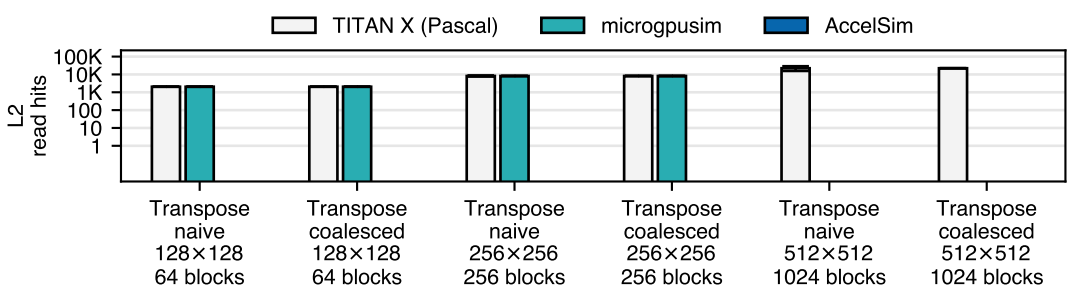 TITAN X (Pascal)
microgpusim
AccelSim
L2
read hits
100K
10K
1K
100
10
1
Transpose
naive
128×128
64 blocks
Transpose
coalesced
128×128
64 blocks
Transpose
naive
256×256
256 blocks
Transpose
coalesced
256×256
256 blocks
Transpose
naive
512×512
1024 blocks
Transpose
coalesced
512×512
1024 blocks